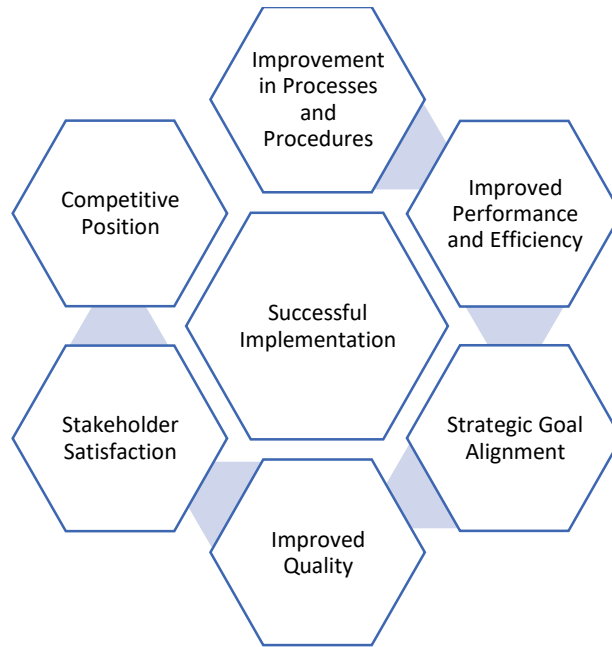 Improvement
in Processes
and
Procedures
Competitive
Position
Improved
Performance
and Efficiency
Successful
Implementation
Stakeholder
Satisfaction
Strategic Goal
Alignment
Improved
Quality